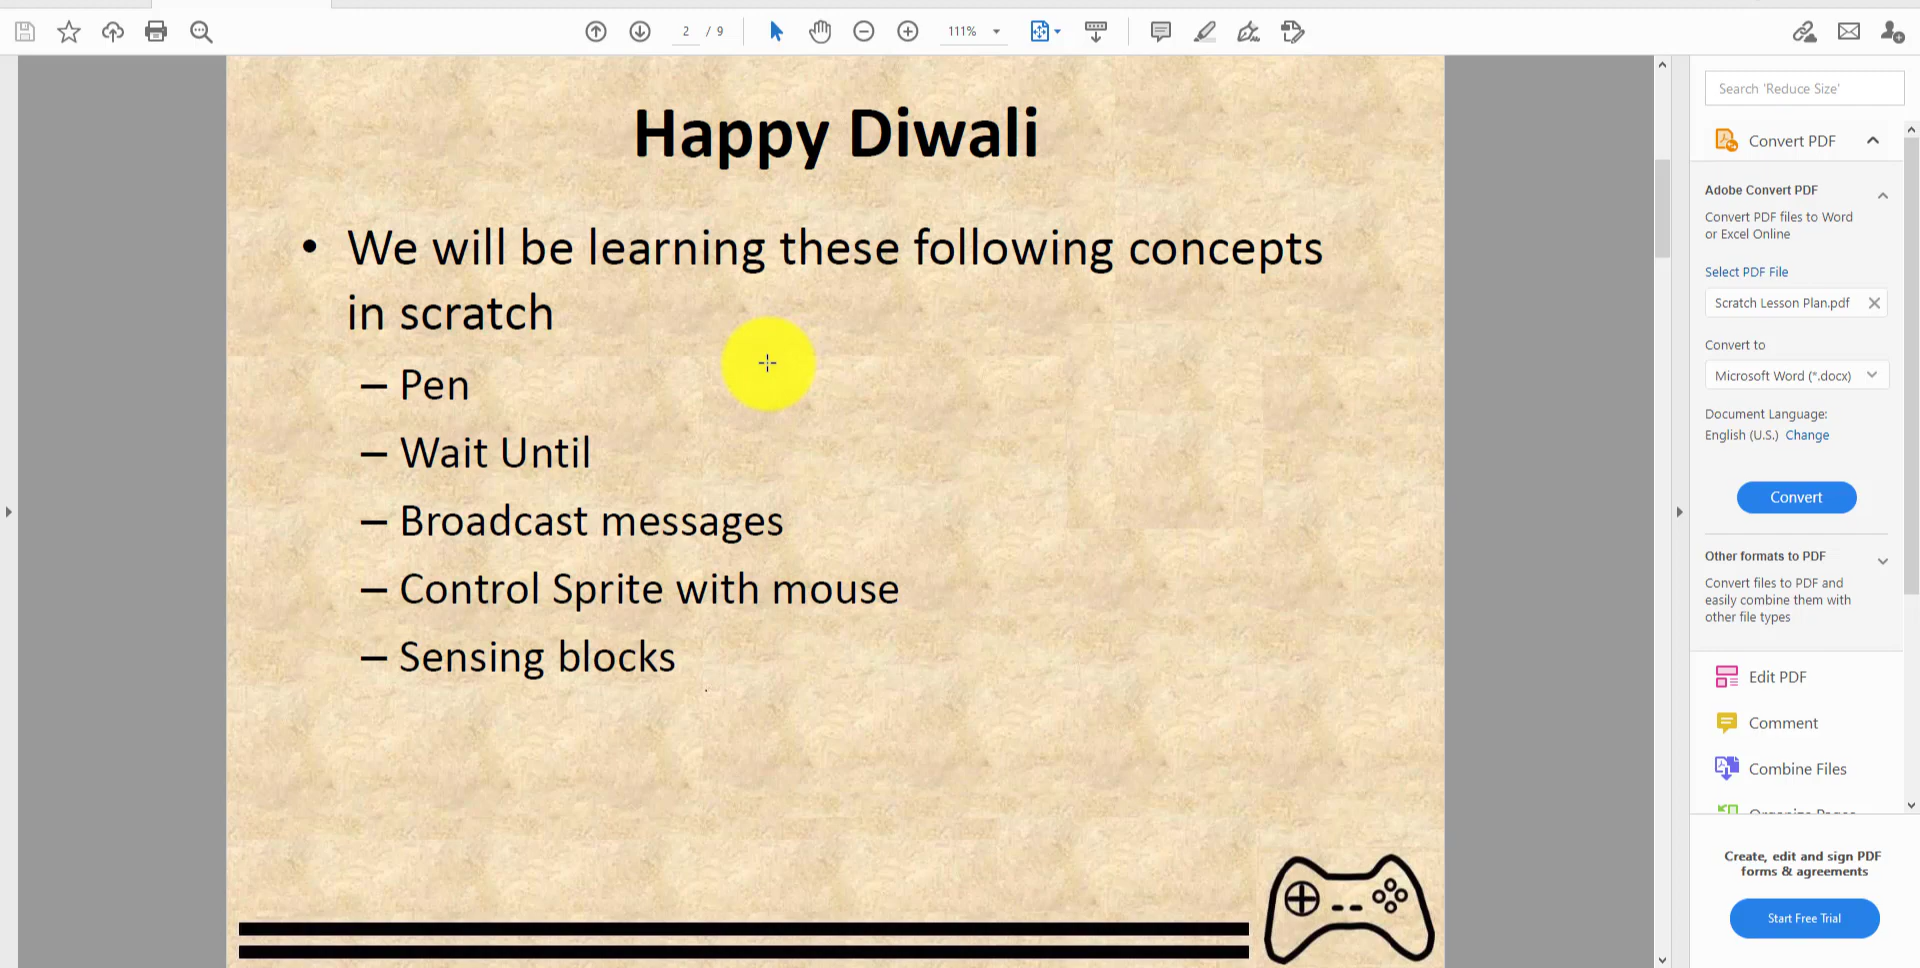 2 / 9
111%
Happy Diwali
• We will be learning these following concepts
in scratch
– Pen
– Wait Until
– Broadcast messages
– Control Sprite with mouse
– Sensing blocks
Search 'Reduce Size'
Convert PDF
Adobe Convert PDF
Convert PDF files to Word
or Excel Online
Select PDF File
Scratch Lesson Plan.pdf
Convert to
Microsoft Word (*.docx)
Document Language:
English (U.S.) Change
Convert
Other formats to PDF
Convert files to PDF and
easily combine them with
other file types
Edit PDF
Comment
Combine Files
Organize Pages
Create, edit and sign PDF
forms & agreements
Start Free Trial